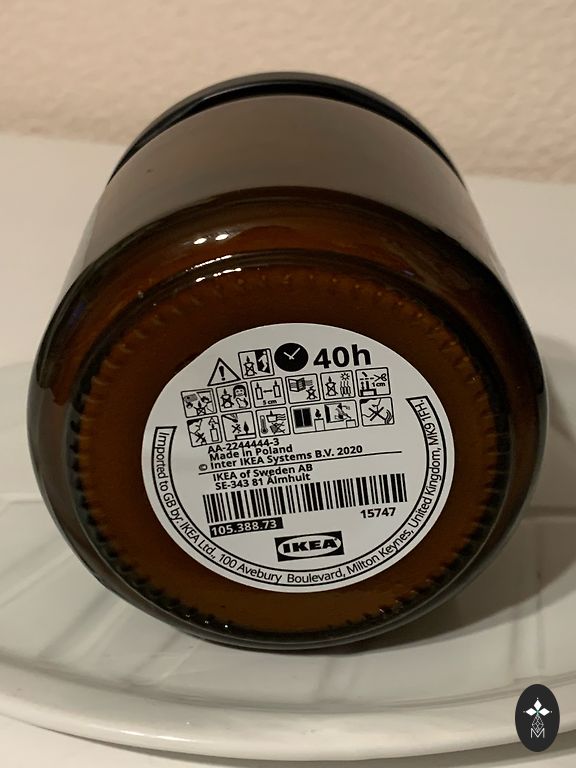 40h
5 cm
1 cm
AA-2244444-3
Made in Poland
© Inter IKEA Systems B.V. 2020
IKEA of Sweden AB
SE-343 81 Älmhult
105.388.73
15747
IKEA
Imported to GB by: IKEA Ltd., 100 Avebury Boulevard, Milton Keynes, United Kingdom, MK9 1FH
M